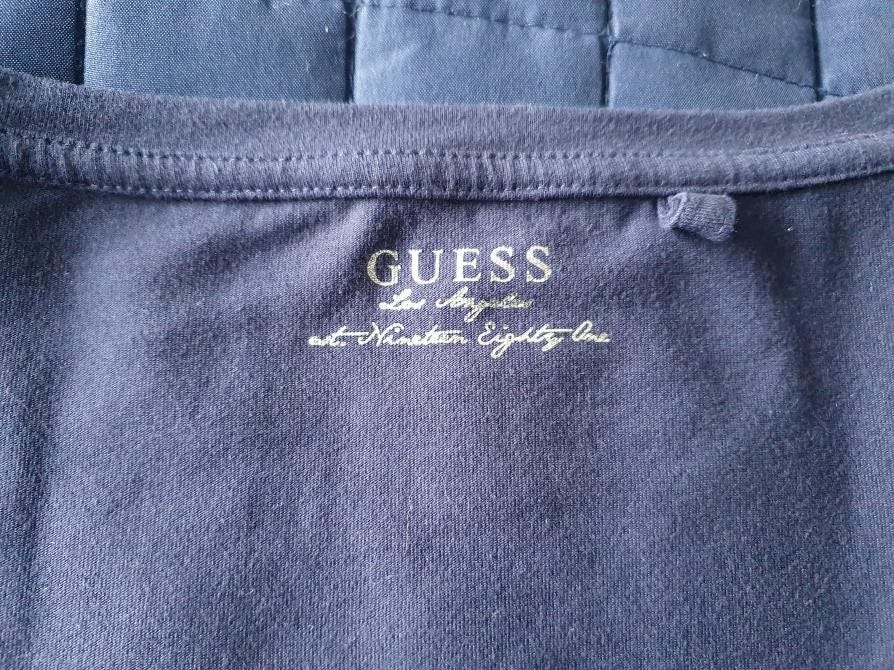 GUESS
Los Angeles
est. Nineteen Eighty One